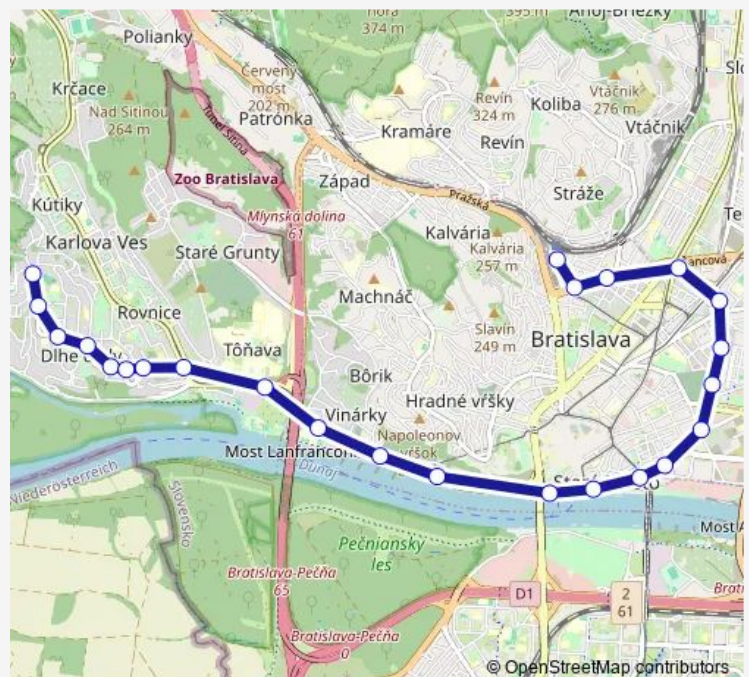 374 m
Ahoj-Briežky
Polianky
Krčace
Červený
most
202 m
Nad Sitinou
264 m
Tunel Sitina
Patrónka
Kramáre
Revín
324 m
Koliba
Vtáčnik
276 m
Vtáčnik
Revín
Zoo Bratislava
Západ
Pražská
Stráže
Kútiky
Mlynská dolina
61
Kalvária
Kalvária
257 m
Karlova Ves
Staré Grunty
Machnáč
Rovnice
Slavín
249 m
Bratislava
Dlhe
Tôňava
Bôrik
Hradné vŕšky
Vinárky
Napoleonov
vŕšok
Most Lanfranconi
Dunaj
Niederösterreich
Slovensko
Pečniansky
les
Most A
Bratislava-Pečňa
65
D1
2
61
Brati
Bratislava-Pečňa
0
© OpenStreetMap contributors